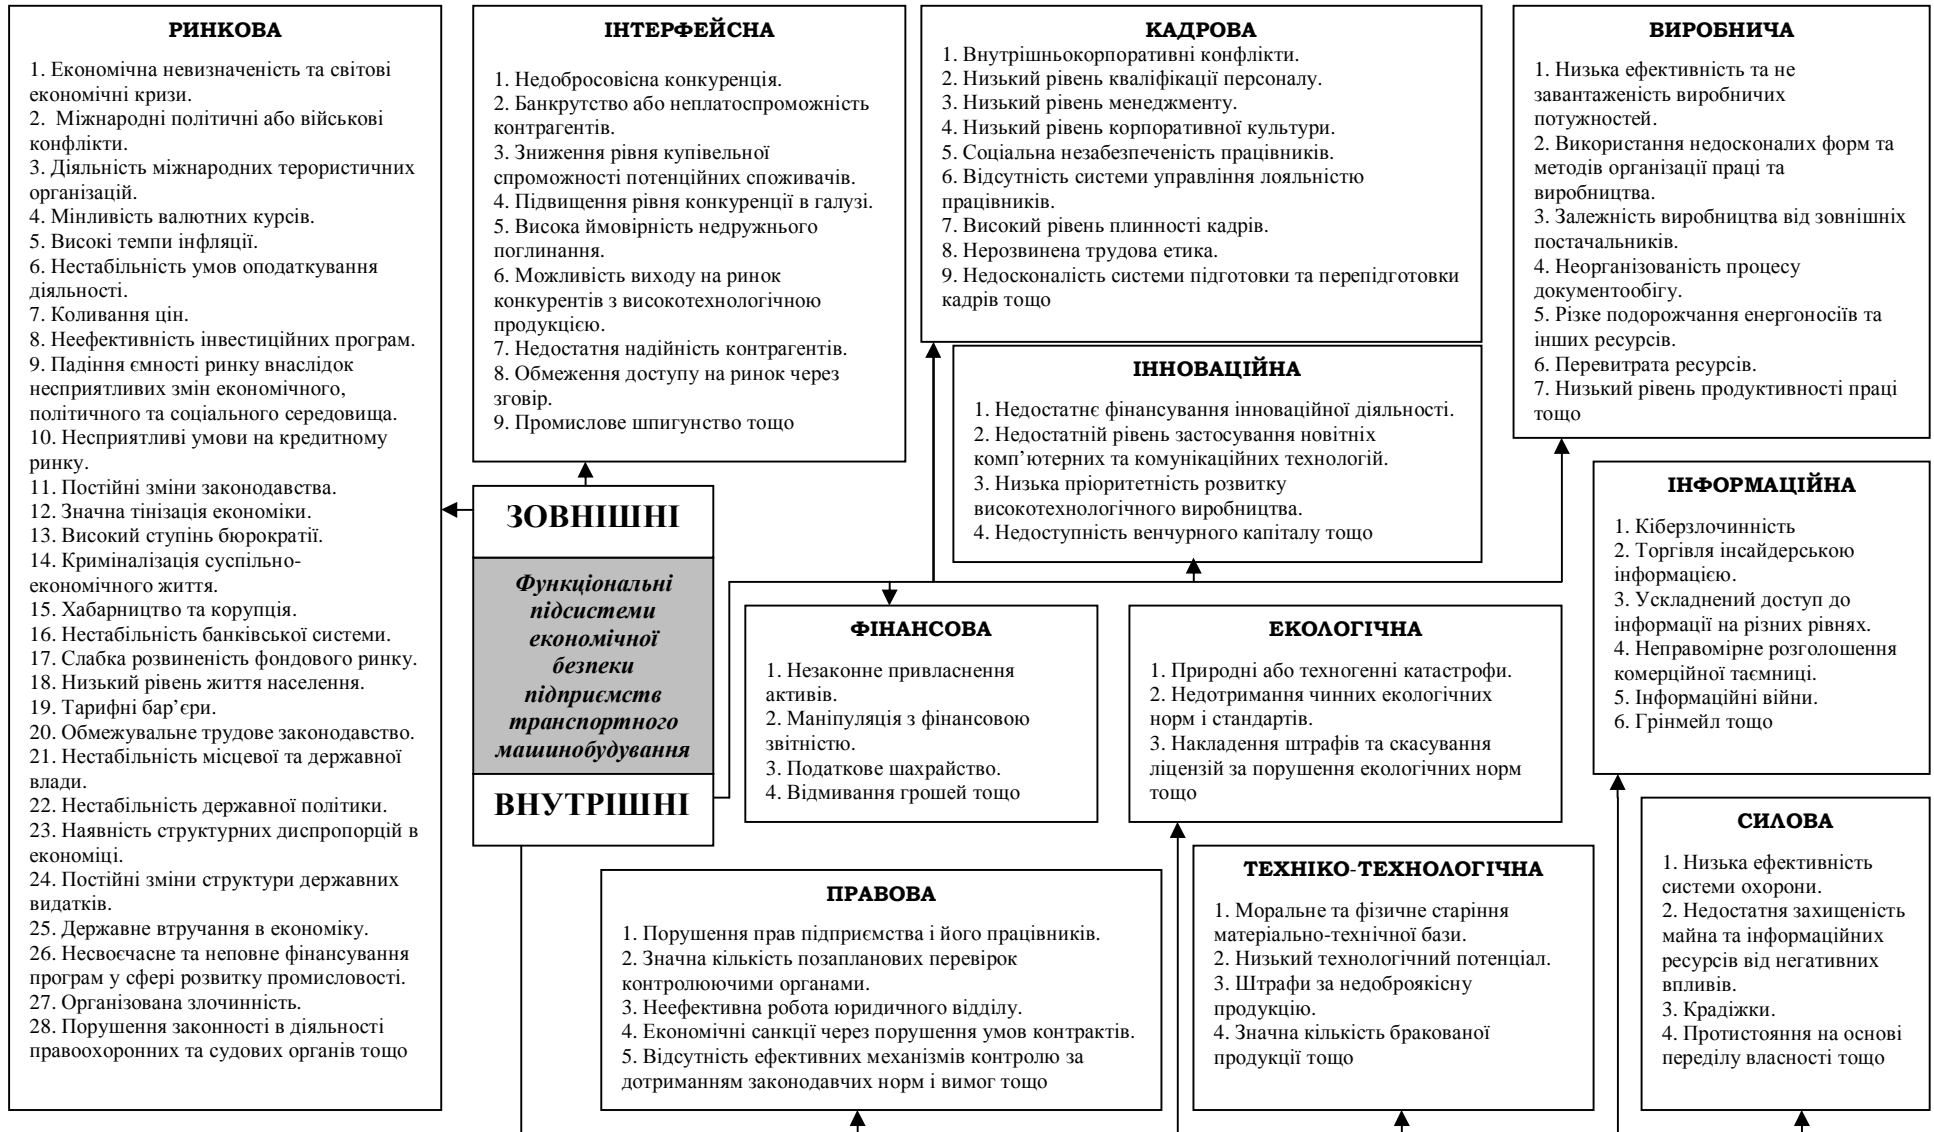 РИНКОВА
1. Економічна невизначеність та світові
економічні кризи.
2. Міжнародні політичні або військові
конфлікти.
3. Діяльність міжнародних терористичних
організацій.
4. Мінливість валютних курсів.
5. Високі темпи інфляції.
6. Нестабільність умов оподаткування
діяльності.
7. Коливання цін.
8. Неефективність інвестиційних програм.
9. Падіння ємності ринку внаслідок
несприятливих змін економічного,
політичного та соціального середовища.
10. Несприятливі умови на кредитному
ринку.
11. Постійні зміни законодавства.
12. Значна тінізація економіки.
13. Високий ступінь бюрократії.
14. Криміналізація суспільно-
економічного життя.
15. Хабарництво та корупція.
16. Нестабільність банківської системи.
17. Слабка розвиненість фондового ринку.
18. Низький рівень життя населення.
19. Тарифні бар’єри.
20. Обмежувальне трудове законодавство.
21. Нестабільність місцевої та державної
влади.
22. Нестабільність державної політики.
23. Наявність структурних диспропорцій в
економіці.
24. Постійні зміни структури державних
видатків.
25. Державне втручання в економіку.
26. Несвоєчасне та неповне фінансування
програм у сфері розвитку промисловості.
27. Організована злочинність.
28. Порушення законності в діяльності
правоохоронних та судових органів тощо
ІНТЕРФЕЙСНА
1. Недобросовісна конкуренція.
2. Банкрутство або неплатоспроможність
контрагентів.
3. Зниження рівня купівельної
спроможності потенційних споживачів.
4. Підвищення рівня конкуренції в галузі.
5. Висока ймовірність недружнього
поглинання.
6. Можливість виходу на ринок
конкурентів з високотехнологічною
продукцією.
7. Недостатня надійність контрагентів.
8. Обмеження доступу на ринок через
зговір.
9. Промислове шпигунство тощо
КАДРОВА
1. Внутрішньокорпоративні конфлікти.
2. Низький рівень кваліфікації персоналу.
3. Низький рівень менеджменту.
4. Низький рівень корпоративної культури.
5. Соціальна незабезпеченість працівників.
6. Відсутність системи управління лояльністю
працівників.
7. Високий рівень плинності кадрів.
8. Нерозвинена трудова етика.
9. Недосконалість системи підготовки та перепідготовки
кадрів тощо
ВИРОБНИЧА
1. Низька ефективність та не
завантаженість виробничих
потужностей.
2. Використання недосконалих форм та
методів організації праці та
виробництва.
3. Залежність виробництва від зовнішніх
постачальників.
4. Неорганізованість процесу
документообігу.
5. Різке подорожчання енергоносіїв та
інших ресурсів.
6. Перевитрата ресурсів.
7. Низький рівень продуктивності праці
тощо
ІННОВАЦІЙНА
1. Недостатнє фінансування інноваційної діяльності.
2. Недостатній рівень застосування новітніх
комп’ютерних та комунікаційних технологій.
3. Низька пріоритетність розвитку
високотехнологічного виробництва.
4. Недоступність венчурного капіталу тощо
ІНФОРМАЦІЙНА
1. Кіберзлочинність
2. Торгівля інсайдерською
інформацією.
3. Ускладнений доступ до
інформації на різних рівнях.
4. Неправомірне розголошення
комерційної таємниці.
5. Інформаційні війни.
6. Грінмейл тощо
ЗОВНІШНІ
Функціональні
підсистеми
економічної
безпеки
підприємств
транспортного
машинобудування
ВНУТРІШНІ
ФІНАНСОВА
1. Незаконне привласнення
активів.
2. Маніпуляція з фінансовою
звітністю.
3. Податкове шахрайство.
4. Відмивання грошей тощо
ЕКОЛОГІЧНА
1. Природні або техногенні катастрофи.
2. Недотримання чинних екологічних
норм і стандартів.
3. Накладення штрафів та скасування
ліцензій за порушення екологічних норм
тощо
ПРАВОВА
1. Порушення прав підприємства і його працівників.
2. Значна кількість позапланових перевірок
контролюючими органами.
3. Неефективна робота юридичного відділу.
4. Економічні санкції через порушення умов контрактів.
5. Відсутність ефективних механізмів контролю за
дотриманням законодавчих норм і вимог тощо
ТЕХНІКО-ТЕХНОЛОГІЧНА
1. Моральне та фізичне старіння
матеріально-технічної бази.
2. Низький технологічний потенціал.
3. Штрафи за недоброякісну
продукцію.
4. Значна кількість бракованої
продукції тощо
СИЛОВА
1. Низька ефективність
системи охорони.
2. Недостатня захищеність
майна та інформаційних
ресурсів від негативних
впливів.
3. Крадіжки.
4. Протистояння на основі
переділу власності тощо